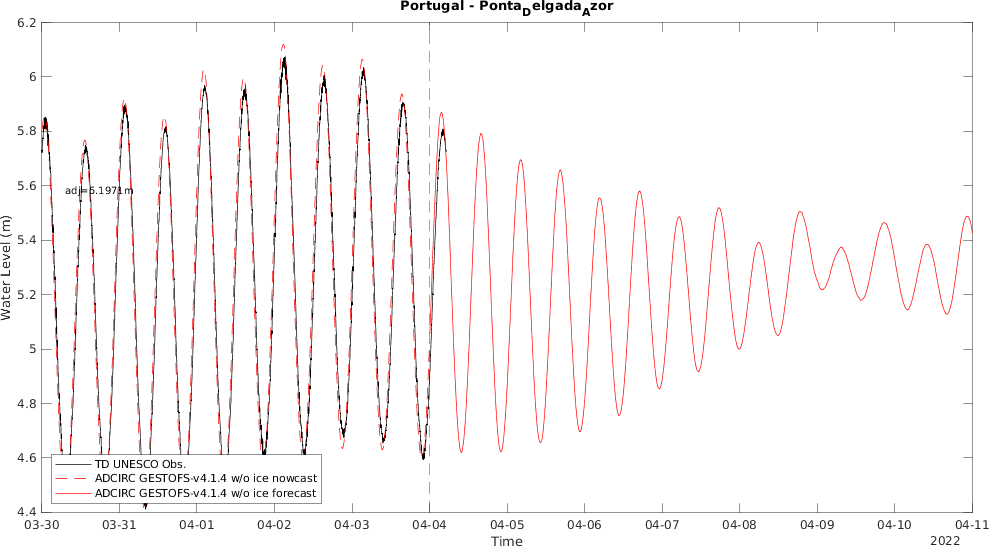 Portugal - PontaDelgadaAzor
6.2
6
5.8
5.6
5.4
5.2
5
4.8
4.6
4.4
Water Level (m)
adj=5.1971m
TD UNESCO Obs.
ADCIRC GESTOFS-v4.1.4 w/o ice nowcast
ADCIRC GESTOFS-v4.1.4 w/o ice forecast
03-30 03-31 04-01 04-02 04-03 04-04 04-05 04-06 04-07 04-08 04-09 04-10 04-11
Time
2022